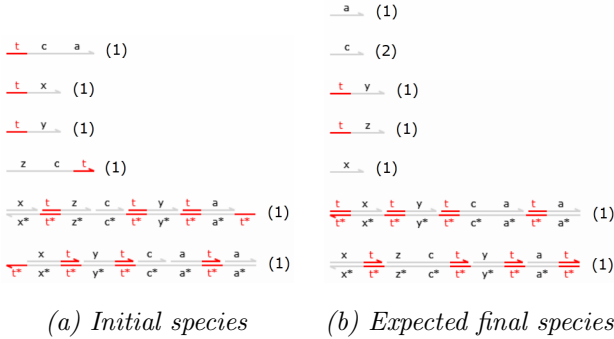 t c a (1)
t x (1)
t y (1)
z c t (1)
x t z c t y t a (1)
x* t* z* c* t* y* t* a* t*
x t y t c a t a (1)
t* x* t* y* t* c* a* t* a*
(a) Initial species
a (1)
c (2)
t y (1)
t z (1)
x (1)
t x t y t c a t a (1)
t* x* t* y* t* c* a* t* a*
x t z c t y t a t (1)
x* t* z* c* t* y* t* a* t*
(b) Expected final species